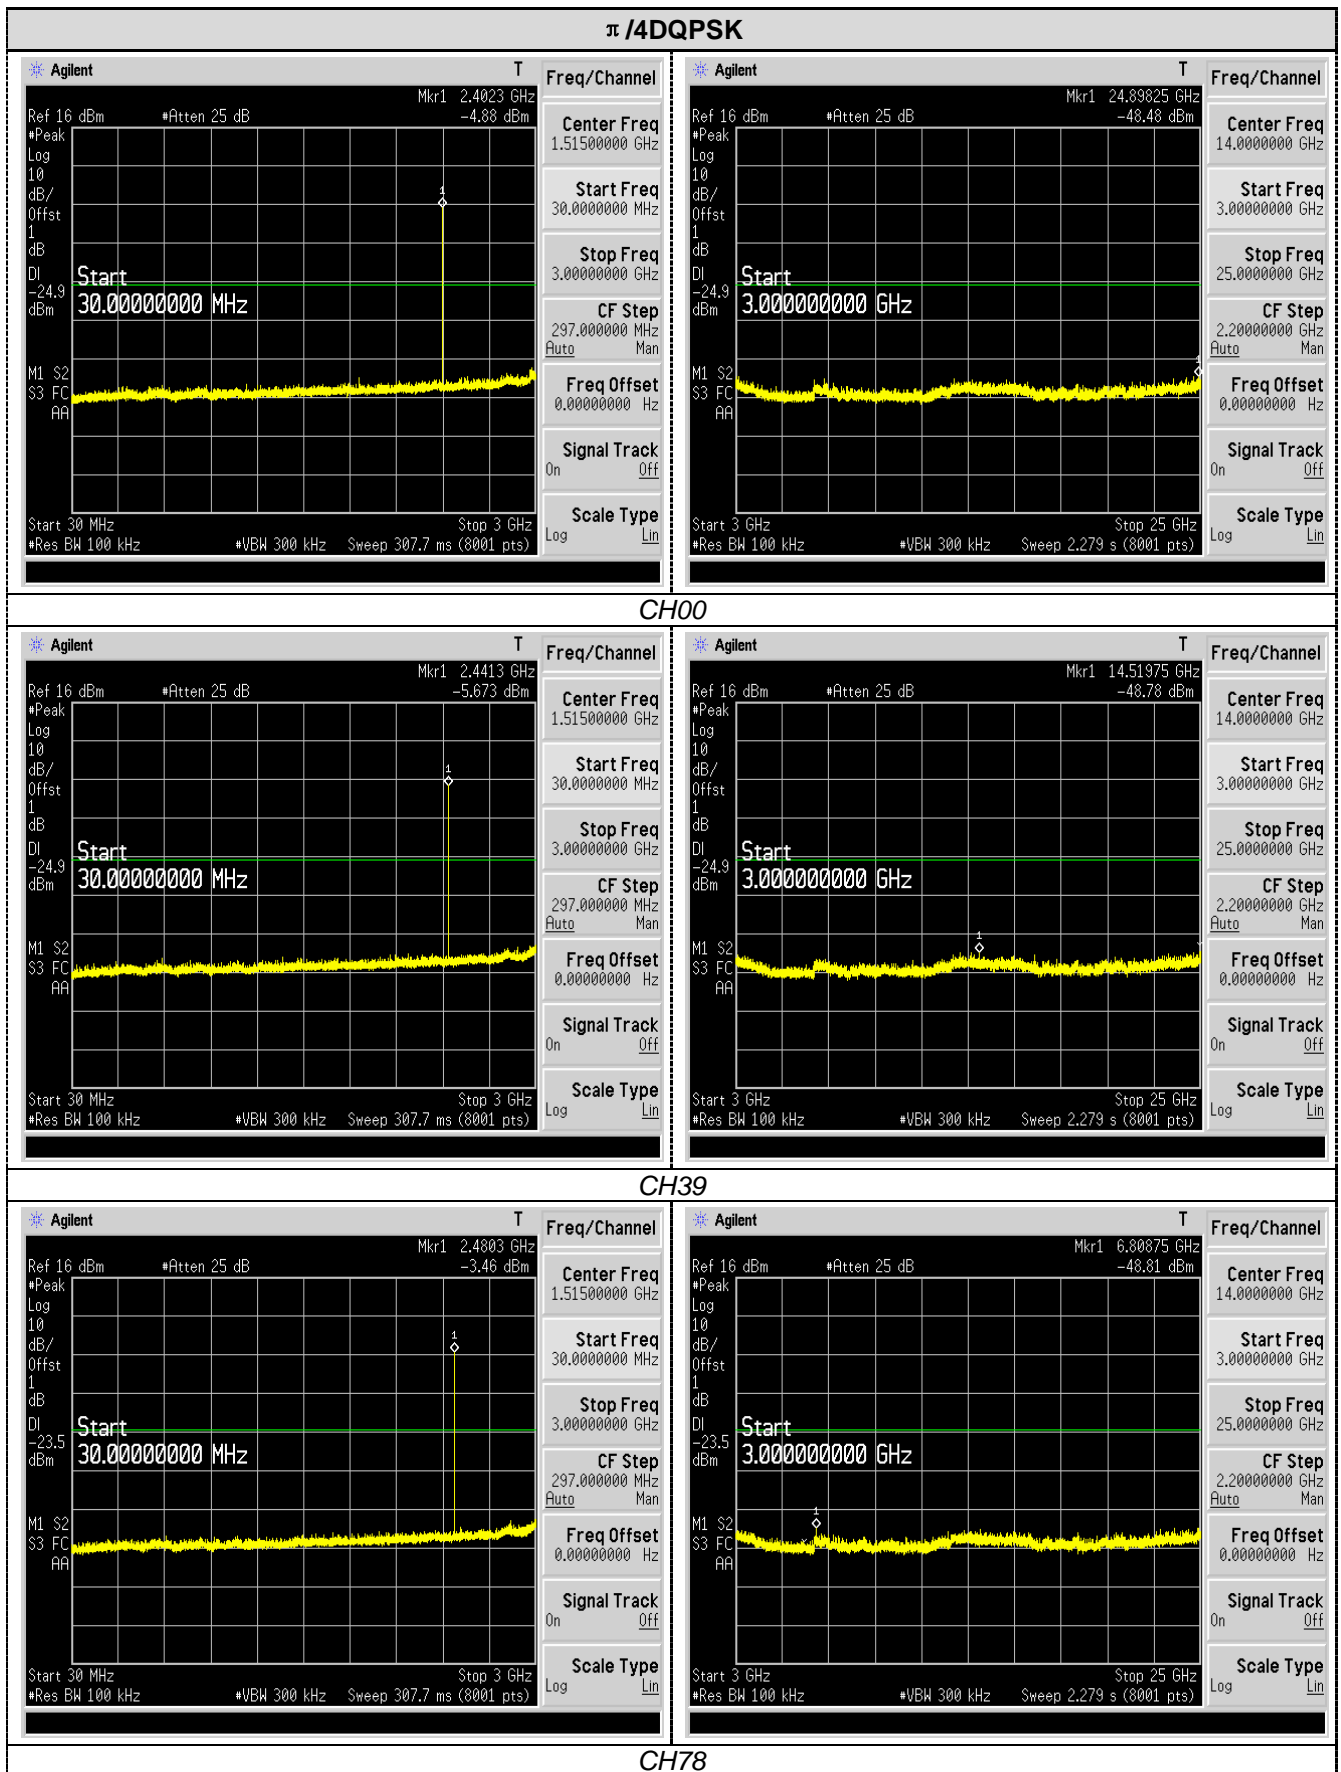 π/4DQPSK
Agilent T Freq/Channel
Mkr1 2.4023 GHz
Ref 16 dBm #Atten 25 dB -4.88 dBm
#Peak
Log
10
dB/
Offst
1
dB
DI
-24.9
dBm
M1 S2
S3 FC
AA
1
Start
30.00000000 MHz
Start 30 MHz Stop 3 GHz
#Res BW 100 kHz #VBW 300 kHz Sweep 307.7 ms (8001 pts)
Center Freq
1.51500000 GHz
Start Freq
30.0000000 MHz
Stop Freq
3.00000000 GHz
CF Step
297.000000 MHz
Auto Man
Freq Offset
0.00000000 Hz
Signal Track
On Off
Scale Type
Log Lin
Agilent T Freq/Channel
Mkr1 24.89825 GHz
Ref 16 dBm #Atten 25 dB -48.48 dBm
#Peak
Log
10
dB/
Offst
1
dB
DI
-24.9
dBm
M1 S2
S3 FC
AA
1
Start
3.000000000 GHz
Start 3 GHz Stop 25 GHz
#Res BW 100 kHz #VBW 300 kHz Sweep 2.279 s (8001 pts)
Center Freq
14.0000000 GHz
Start Freq
3.00000000 GHz
Stop Freq
25.0000000 GHz
CF Step
2.20000000 GHz
Auto Man
Freq Offset
0.00000000 Hz
Signal Track
On Off
Scale Type
Log Lin
CH00
Agilent T Freq/Channel
Mkr1 2.4413 GHz
Ref 16 dBm #Atten 25 dB -5.673 dBm
#Peak
Log
10
dB/
Offst
1
dB
DI
-24.9
dBm
M1 S2
S3 FC
AA
1
Start
30.00000000 MHz
Start 30 MHz Stop 3 GHz
#Res BW 100 kHz #VBW 300 kHz Sweep 307.7 ms (8001 pts)
Center Freq
1.51500000 GHz
Start Freq
30.0000000 MHz
Stop Freq
3.00000000 GHz
CF Step
297.000000 MHz
Auto Man
Freq Offset
0.00000000 Hz
Signal Track
On Off
Scale Type
Log Lin
Agilent T Freq/Channel
Mkr1 14.51975 GHz
Ref 16 dBm #Atten 25 dB -48.78 dBm
#Peak
Log
10
dB/
Offst
1
dB
DI
-24.9
dBm
M1 S2
S3 FC
AA
1
Start
3.000000000 GHz
Start 3 GHz Stop 25 GHz
#Res BW 100 kHz #VBW 300 kHz Sweep 2.279 s (8001 pts)
Center Freq
14.0000000 GHz
Start Freq
3.00000000 GHz
Stop Freq
25.0000000 GHz
CF Step
2.20000000 GHz
Auto Man
Freq Offset
0.00000000 Hz
Signal Track
On Off
Scale Type
Log Lin
CH39
Agilent T Freq/Channel
Mkr1 2.4803 GHz
Ref 16 dBm #Atten 25 dB -3.46 dBm
#Peak
Log
10
dB/
Offst
1
dB
DI
-23.5
dBm
M1 S2
S3 FC
AA
1
Start
30.00000000 MHz
Start 30 MHz Stop 3 GHz
#Res BW 100 kHz #VBW 300 kHz Sweep 307.7 ms (8001 pts)
Center Freq
1.51500000 GHz
Start Freq
30.0000000 MHz
Stop Freq
3.00000000 GHz
CF Step
297.000000 MHz
Auto Man
Freq Offset
0.00000000 Hz
Signal Track
On Off
Scale Type
Log Lin
Agilent T Freq/Channel
Mkr1 6.80875 GHz
Ref 16 dBm #Atten 25 dB -48.81 dBm
#Peak
Log
10
dB/
Offst
1
dB
DI
-23.5
dBm
M1 S2
S3 FC
AA
1
Start
3.000000000 GHz
Start 3 GHz Stop 25 GHz
#Res BW 100 kHz #VBW 300 kHz Sweep 2.279 s (8001 pts)
Center Freq
14.0000000 GHz
Start Freq
3.00000000 GHz
Stop Freq
25.0000000 GHz
CF Step
2.20000000 GHz
Auto Man
Freq Offset
0.00000000 Hz
Signal Track
On Off
Scale Type
Log Lin
CH78